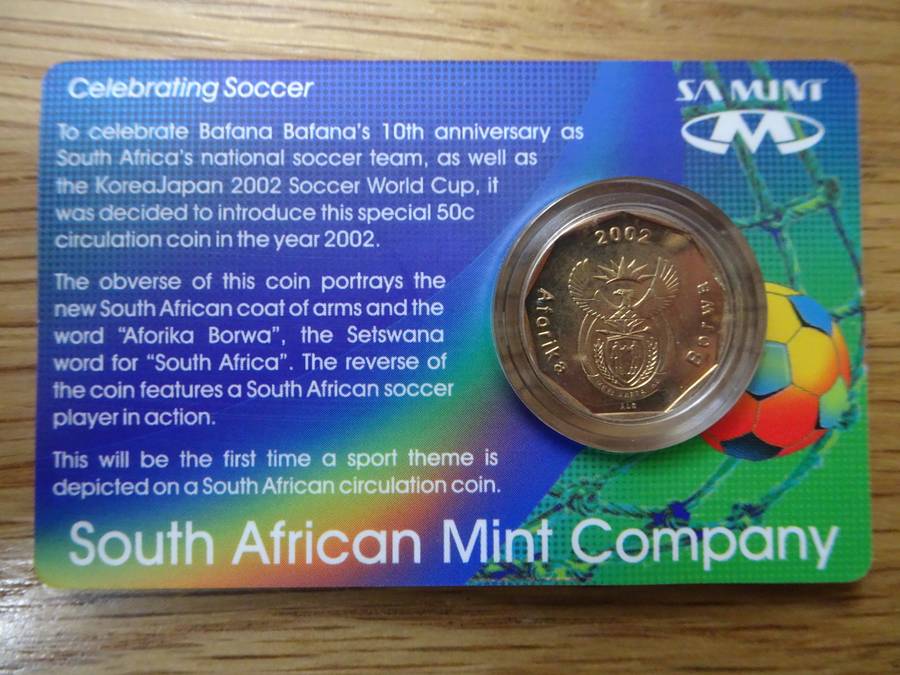 Celebrating Soccer
SA MINT
To celebrate Bafana Bafana's 10th anniversary as
South Africa's national soccer team, as well as
the KoreaJapan 2002 Soccer World Cup, it
was decided to introduce this special 50c
circulation coin in the year 2002.
The obverse of this coin portrays the
new South African coat of arms and the
word "Aforika Borwa", the Setswana
word for "South Africa". The reverse of
the coin features a South African soccer
player in action.
This will be the first time a sport theme is
depicted on a South African circulation coin.
2002
Aforika
Borwa
ALS
South African Mint Company